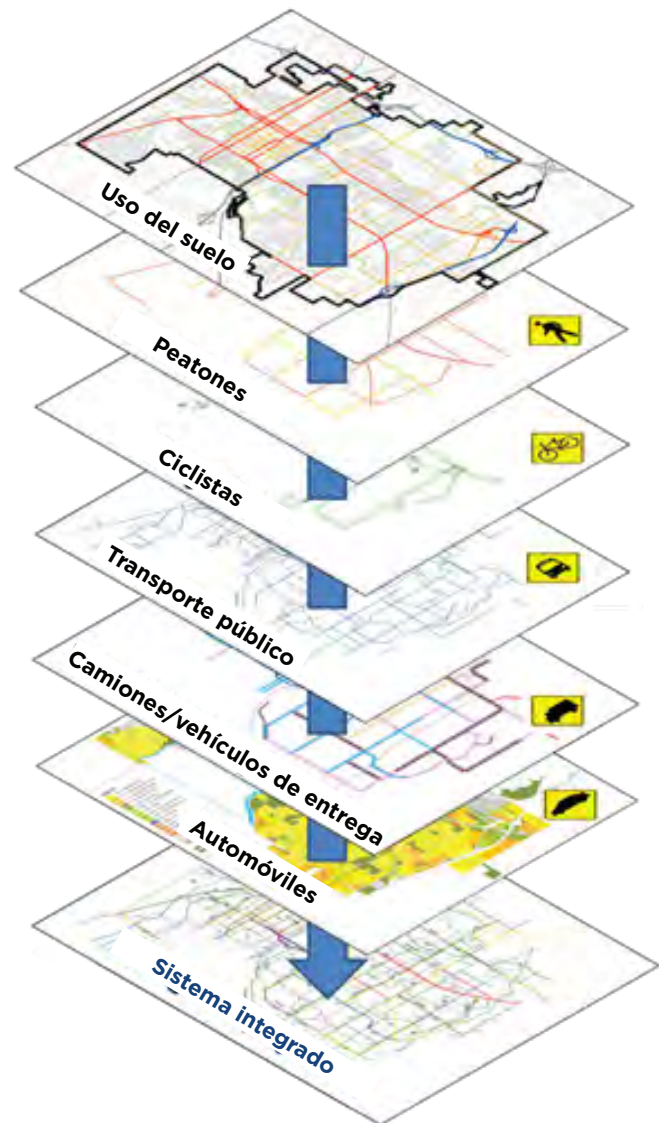 Uso del suelo
Peatones
Ciclistas
Transporte público
Camiones/vehículos de entrega
Automóviles
Sistema integrado